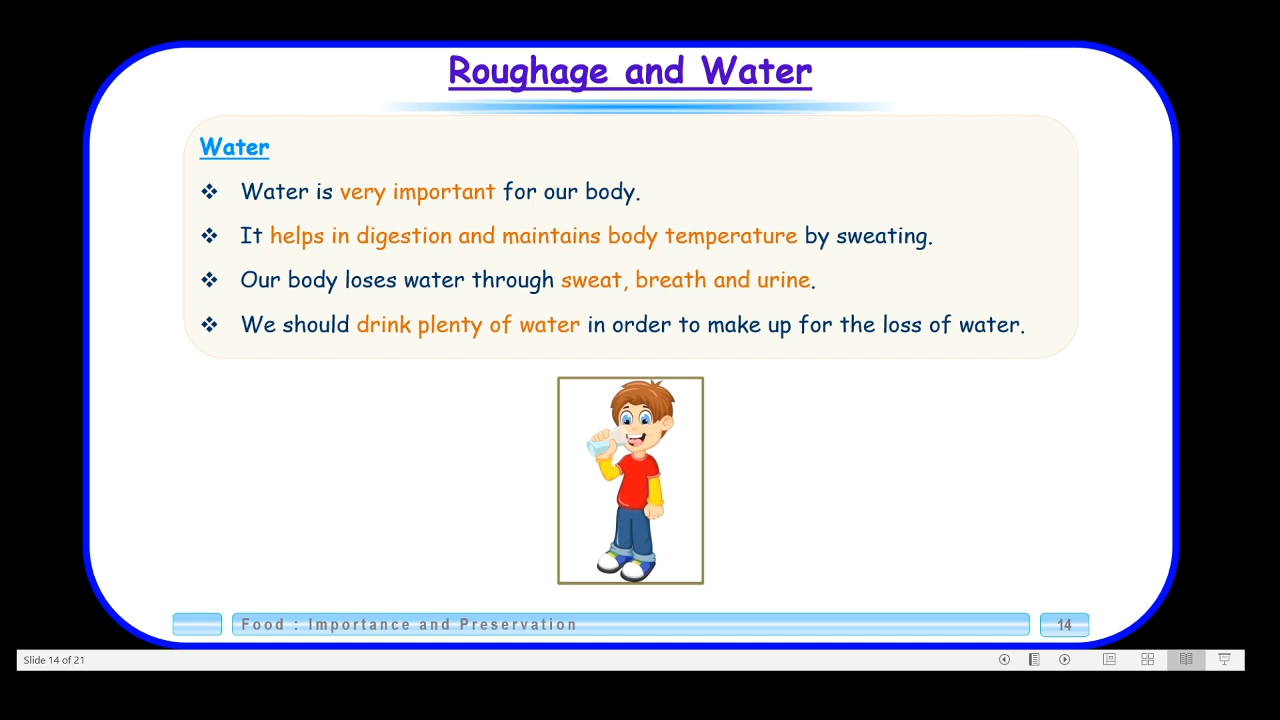 Roughage and Water
Water
❖ Water is very important for our body.
❖ It helps in digestion and maintains body temperature by sweating.
❖ Our body loses water through sweat, breath and urine.
❖ We should drink plenty of water in order to make up for the loss of water.
Food : Importance and Preservation
14
Slide 14 of 21